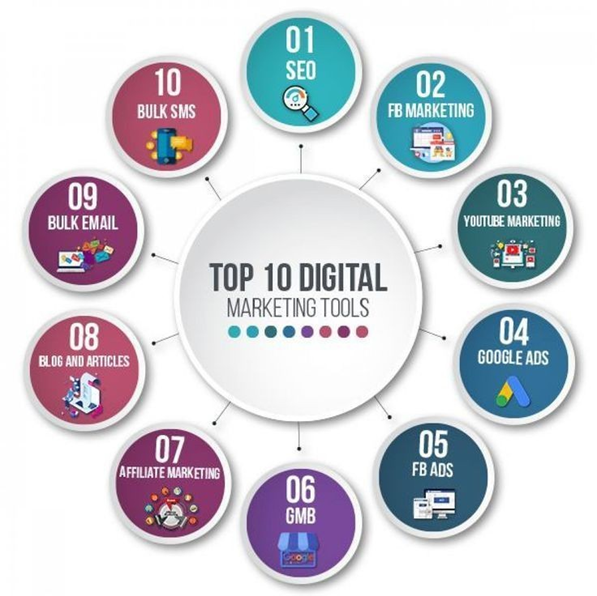 TOP 10 DIGITAL
MARKETING TOOLS
01
SEO
02
FB MARKETING
03
YOUTUBE MARKETING
04
GOOGLE ADS
05
FB ADS
06
GMB
Google
07
AFFILIATE MARKETING
08
BLOG AND ARTICLES
09
BULK EMAIL
10
BULK SMS